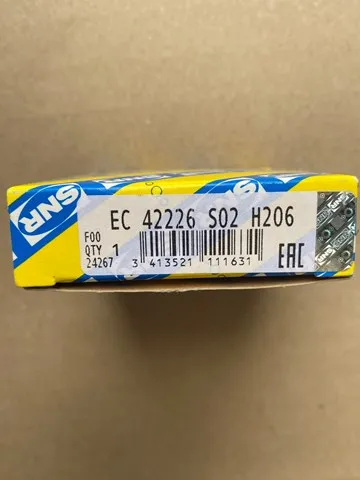 SNR
EC 42226 S02 H206
F00
QTY 1
24267
3 413521 111631
EAC